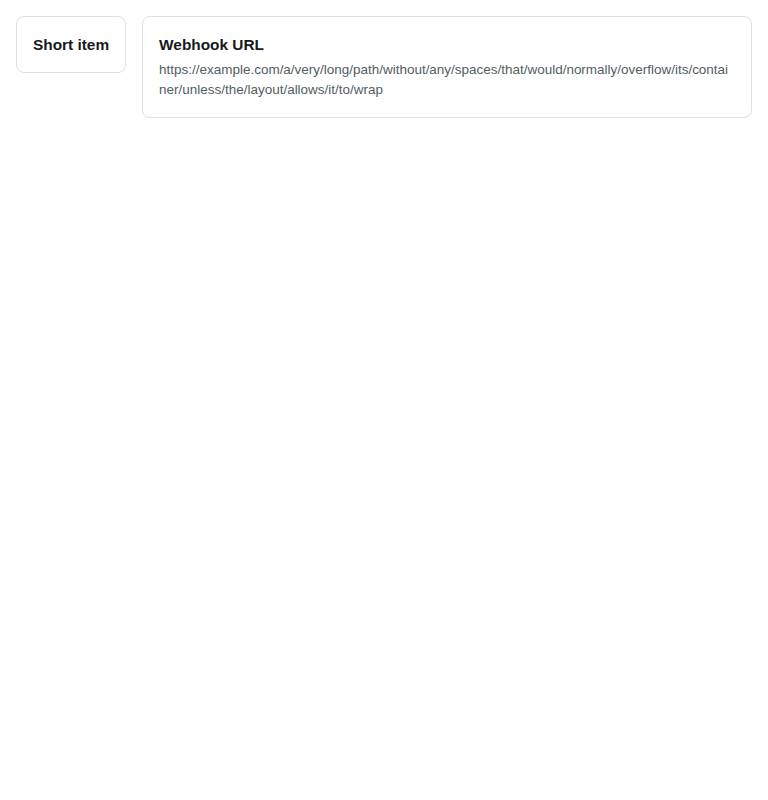 Short item
Webhook URL
https://example.com/a/very/long/path/without/any/spaces/that/would/normally/overflow/its/contai
ner/unless/the/layout/allows/it/to/wrap